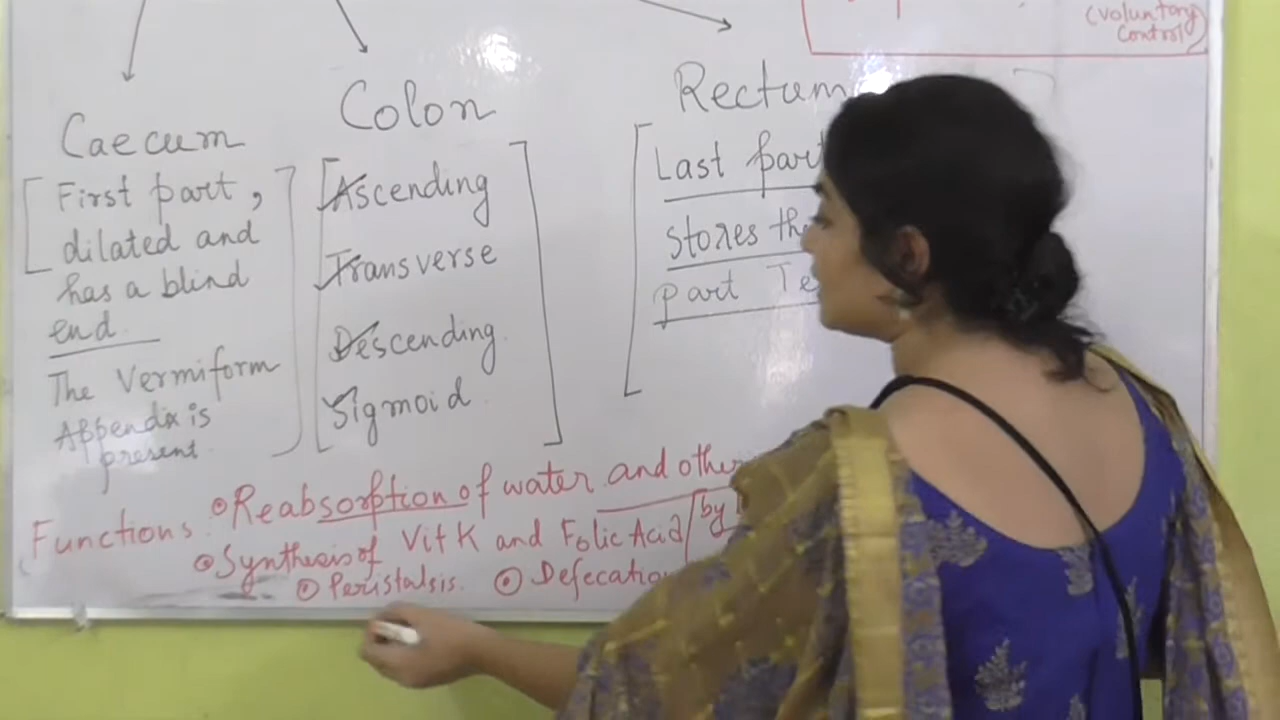 (Voluntary
Control)
Caecum
First part,
dilated and
has a blind
end.
The Vermiform
Appendix is
present.
Colon
Ascending
Transverse
Descending
Sigmoid
Rectum
Last part
Stores th
part Te
Functions
Reabsorption of water and othe
Synthesis of Vit K and Folic Acid by
Peristalsis. Defecation